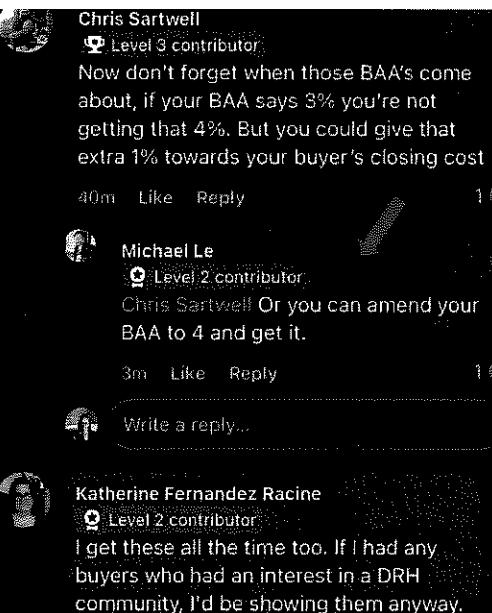 Chris Sartwell
Level 3 contributor
Now don't forget when those BAA's come
about, if your BAA says 3% you're not
getting that 4%. But you could give that
extra 1% towards your buyer's closing cost
40m Like Reply 1
Michael Le
Level 2 contributor
Chris Sartwell Or you can amend your
BAA to 4 and get it.
3m Like Reply 1
Write a reply...
Katherine Fernandez Racine
Level 2 contributor
I get these all the time too. If I had any
buyers who had an interest in a DRH
community, I'd be showing them anyway.